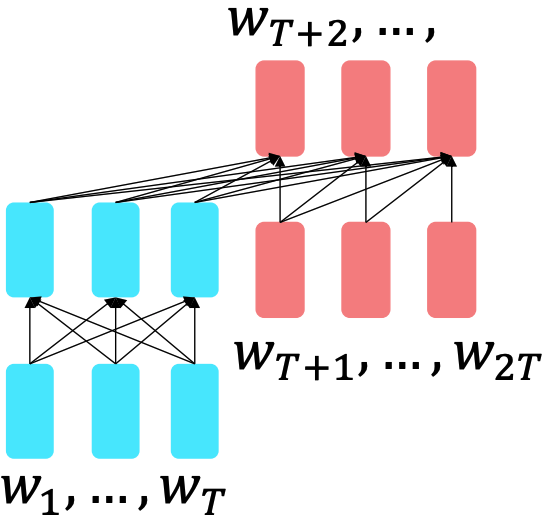 w_{T+2}, ...,
w_{T+1}, ..., w_{2T}
w_1, ..., w_T